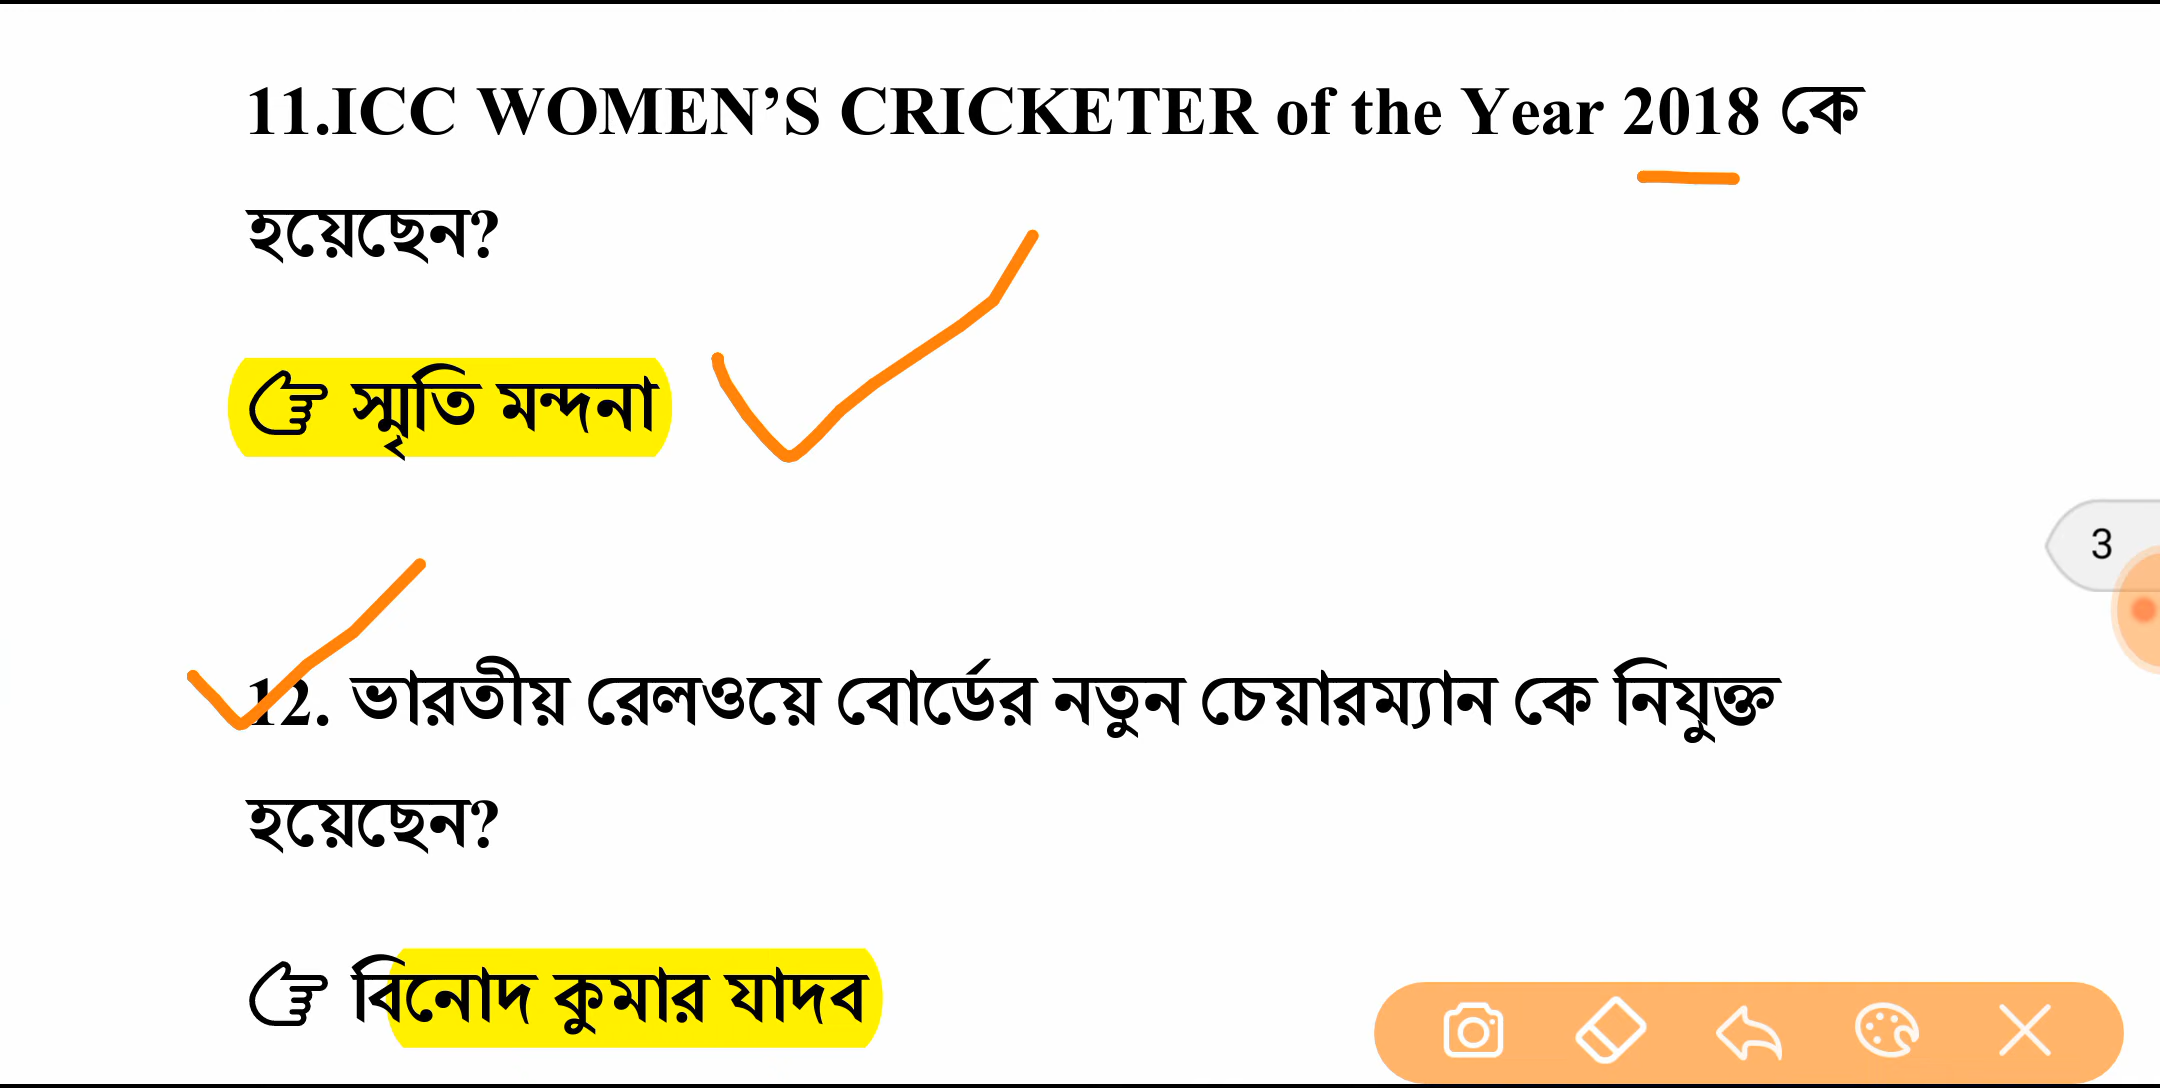 11.ICC WOMEN’S CRICKETER of the Year 2018 কে
হয়েছেন?
স্মৃতি মন্দনা
3
12. ভারতীয় রেলওয়ে বোর্ডের নতুন চেয়ারম্যান কে নিযুক্ত
হয়েছেন?
বিনোদ কুমার যাদব